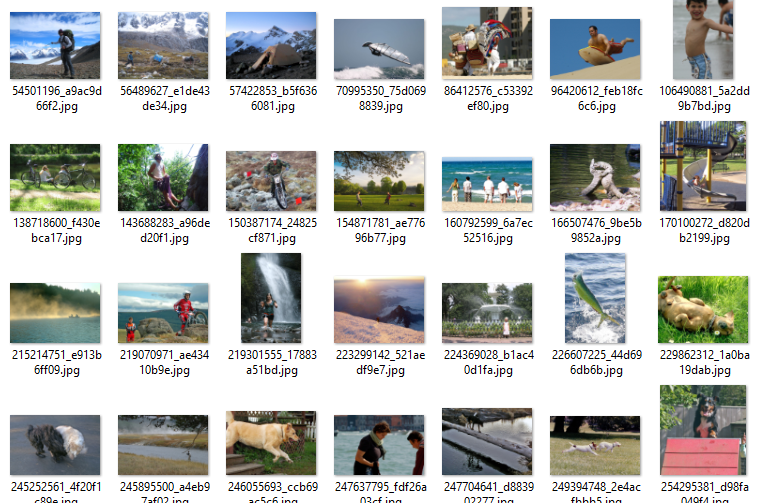 54501196_a9ac9d
66f2.jpg
56489627_e1de43
de34.jpg
57422853_b5f636
6081.jpg
70995350_75d069
8839.jpg
86412576_c53392
ef80.jpg
96420612_feb18fc
6c6.jpg
106490881_5a2dd
9b7bd.jpg
138718600_f430e
bca17.jpg
143688283_a96de
d20f1.jpg
150387174_24825
cf871.jpg
154871781_ae776
96b77.jpg
160792599_6a7ec
52516.jpg
166507476_9be5b
9852a.jpg
170100272_d820d
b2199.jpg
215214751_e913b
6ff09.jpg
219070971_ae434
10b9e.jpg
219301555_17883
a51bd.jpg
223299142_521ae
df9e7.jpg
224369028_b1ac4
0d1fa.jpg
226607225_44d69
6db6b.jpg
229862312_1a0ba
19dab.jpg
245252561_4f20f1
c89e.jpg
245895500_a4eb9
7af02.jpg
246055693_ccb69
ac5c6.jpg
247637795_fdf26a
03cf.jpg
247704641_d8839
02277.jpg
249394748_2e4ac
fbbb5.jpg
254295381_d98fa
049f4.jpg